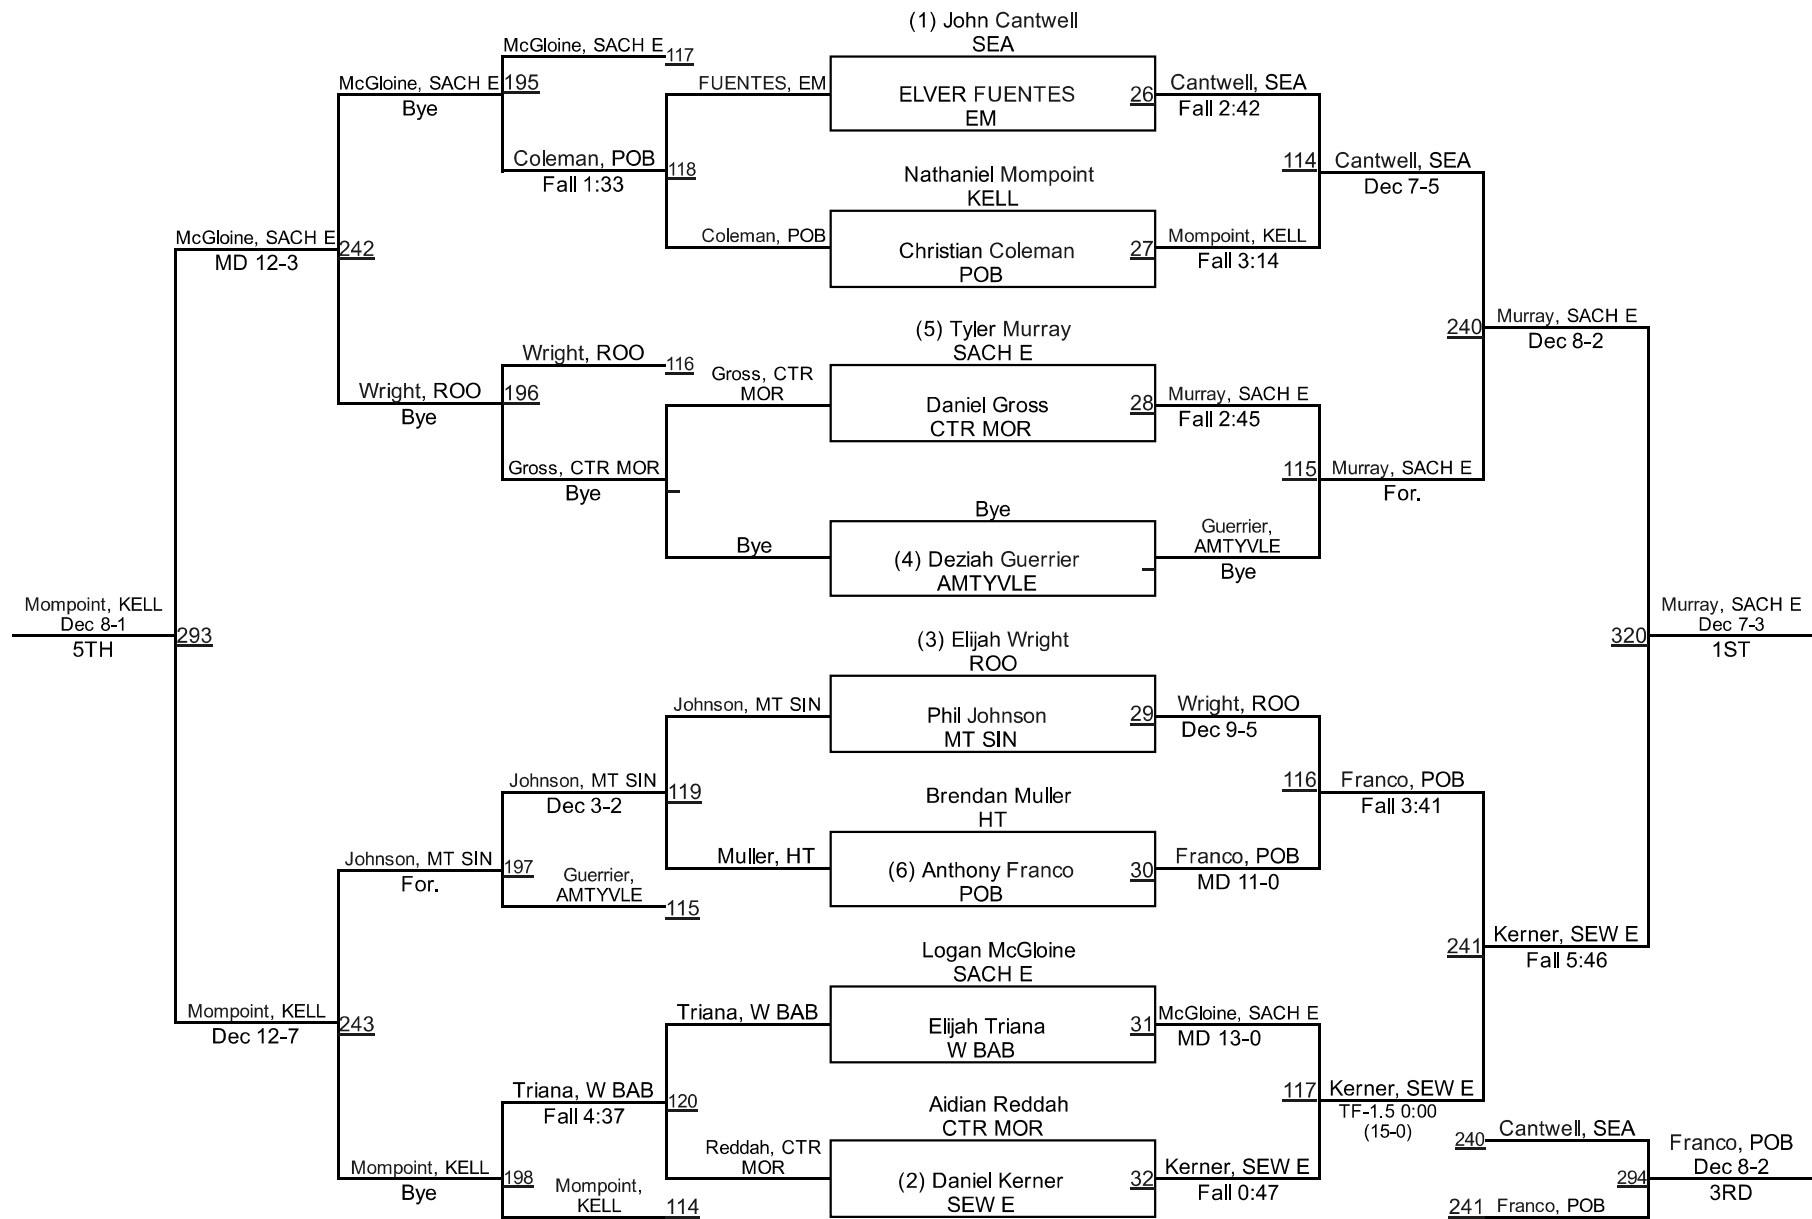 (1) John Cantwell
SEA
McGloine, SACH E
117
McGloine, SACH E
195
Bye
FUENTES, EM
ELVER FUENTES
EM
26
Cantwell, SEA
Fall 2:42
Coleman, POB
118
Fall 1:33
Nathaniel Mompoint
KELL
114
Cantwell, SEA
Dec 7-5
McGloine, SACH E
242
MD 12-3
Coleman, POB
Christian Coleman
POB
27
Mompoint, KELL
Fall 3:14
(5) Tyler Murray
SACH E
240
Murray, SACH E
Dec 8-2
Wright, ROO
116
Wright, ROO
196
Bye
Gross, CTR
MOR
Daniel Gross
CTR MOR
28
Murray, SACH E
Fall 2:45
Gross, CTR MOR
Bye
115
Murray, SACH E
For.
Bye
Bye
(4) Deziah Guerrier
AMTYVLE
Guerrier,
AMTYVLE
Bye
Mompoint, KELL
Dec 8-1
293
5TH
(3) Elijah Wright
ROO
320
Murray, SACH E
Dec 7-3
1ST
Johnson, MT SIN
Phil Johnson
MT SIN
29
Wright, ROO
Dec 9-5
Johnson, MT SIN
119
Dec 3-2
Brendan Muller
HT
116
Franco, POB
Fall 3:41
Johnson, MT SIN
197
For.
Guerrier,
AMTYVLE
115
Muller, HT
(6) Anthony Franco
POB
30
Franco, POB
MD 11-0
Logan McGloine
SACH E
241
Kerner, SEW E
Fall 5:46
Mompoint, KELL
243
Dec 12-7
Triana, W BAB
Elijah Triana
W BAB
31
McGloine, SACH E
MD 13-0
Triana, W BAB
120
Fall 4:37
Aidian Reddah
CTR MOR
117
Kerner, SEW E
TF-1.5 0:00
(15-0)
Mompoint, KELL
198
Bye
Mompoint,
KELL
114
Reddah, CTR
MOR
(2) Daniel Kerner
SEW E
32
Kerner, SEW E
Fall 0:47
240
Cantwell, SEA
294
Franco, POB
Dec 8-2
3RD
241
Franco, POB